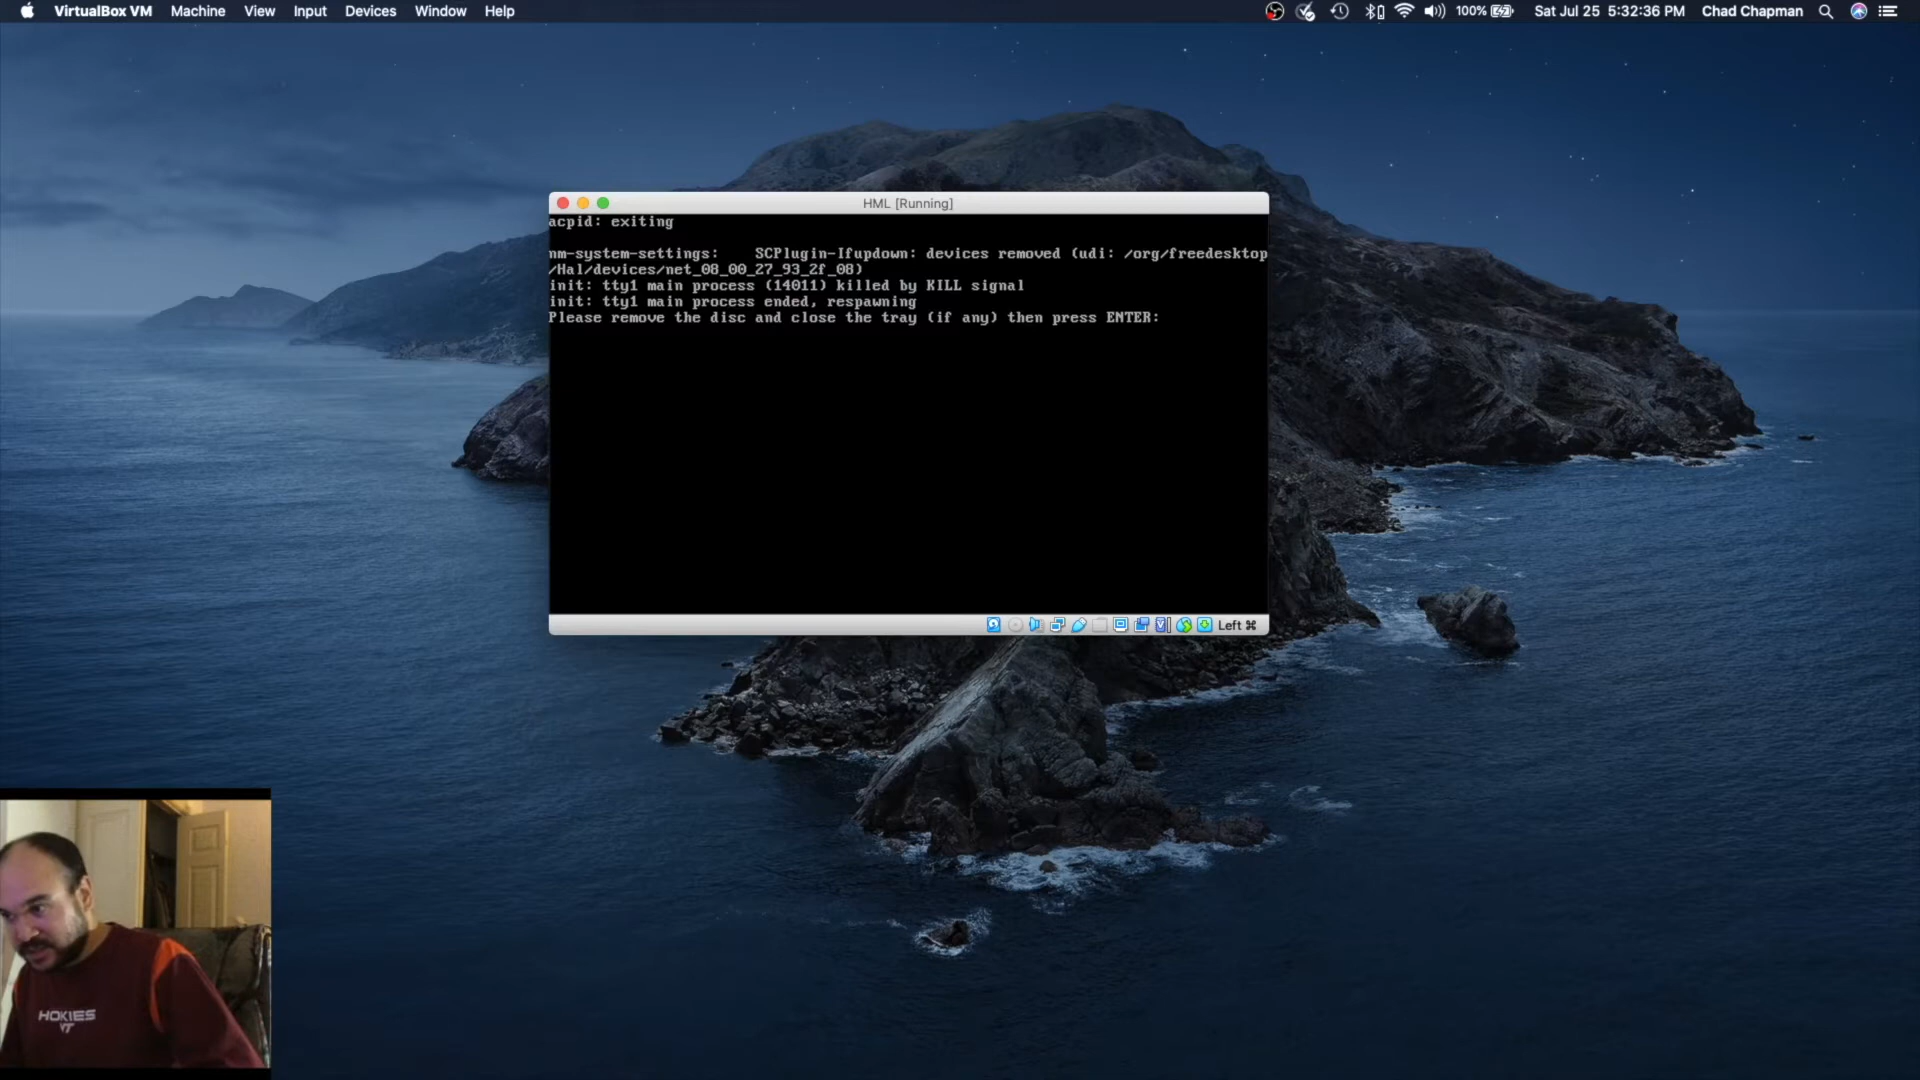 VirtualBox VM Machine View Input Devices Window Help 100% Sat Jul 25 5:32:36 PM Chad Chapman
HML [Running]
acpid: exiting
nm-system-settings: SCPlugin-Ifupdown: devices removed (udi: /org/freedesktop
/Hal/devices/net_08_00_27_93_2f_08)
init: tty1 main process (14011) killed by KILL signal
init: tty1 main process ended, respawning
Please remove the disc and close the tray (if any) then press ENTER:
Left ⌘
HOKIES
VT